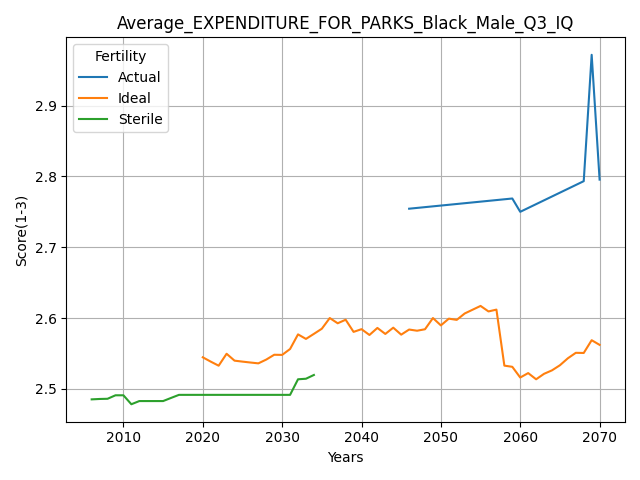 Average_EXPENDITURE_FOR_PARKS_Black_Male_Q3_IQ
Fertility
Actual
Ideal
Sterile
Score(1-3)
2.9
2.8
2.7
2.6
2.5
2010 2020 2030 2040 2050 2060 2070
Years